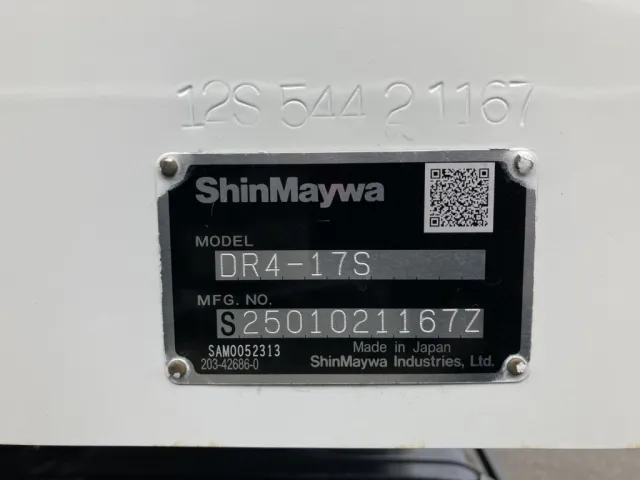 12S 544 2 1167
ShinMaywa
MODEL
DR4-17S
MFG. NO.
S2501021167Z
SAM0052313
Made in Japan
203-42686-0
ShinMaywa Industries, Ltd.